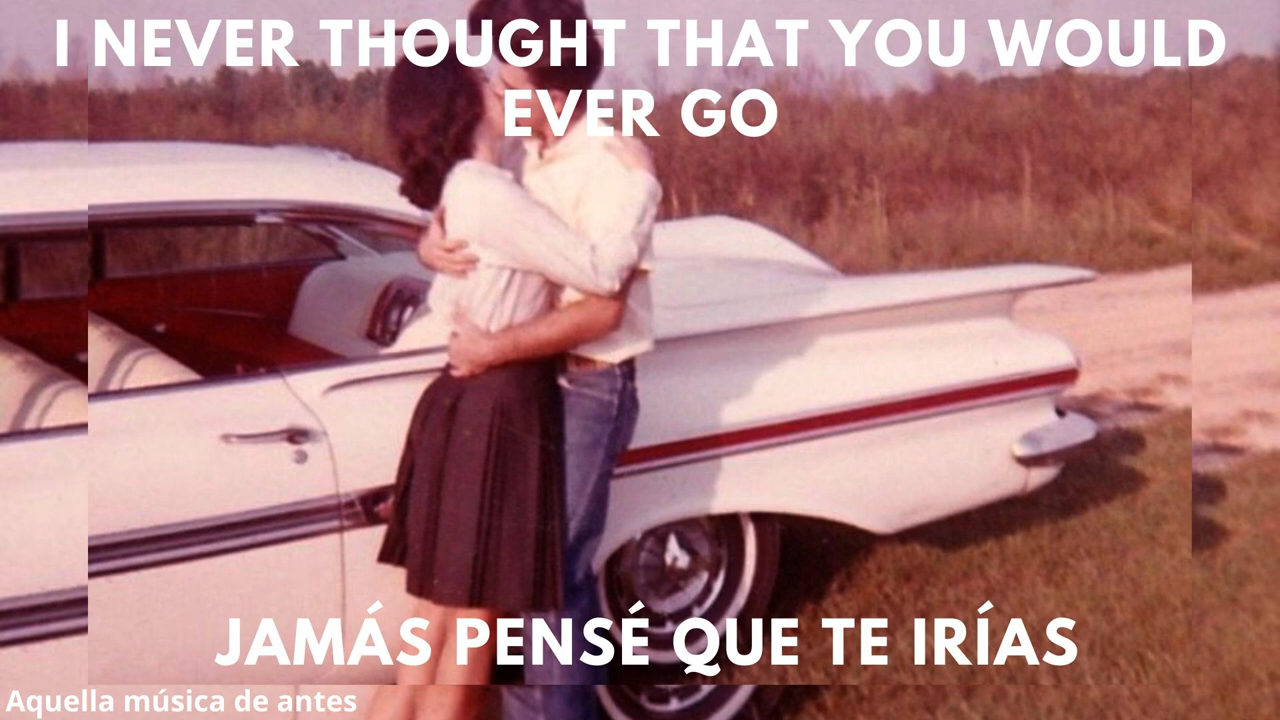 I NEVER THOUGHT THAT YOU WOULD
EVER GO
JAMÁS PENSÉ QUE TE IRÍAS
Aquella música de antes